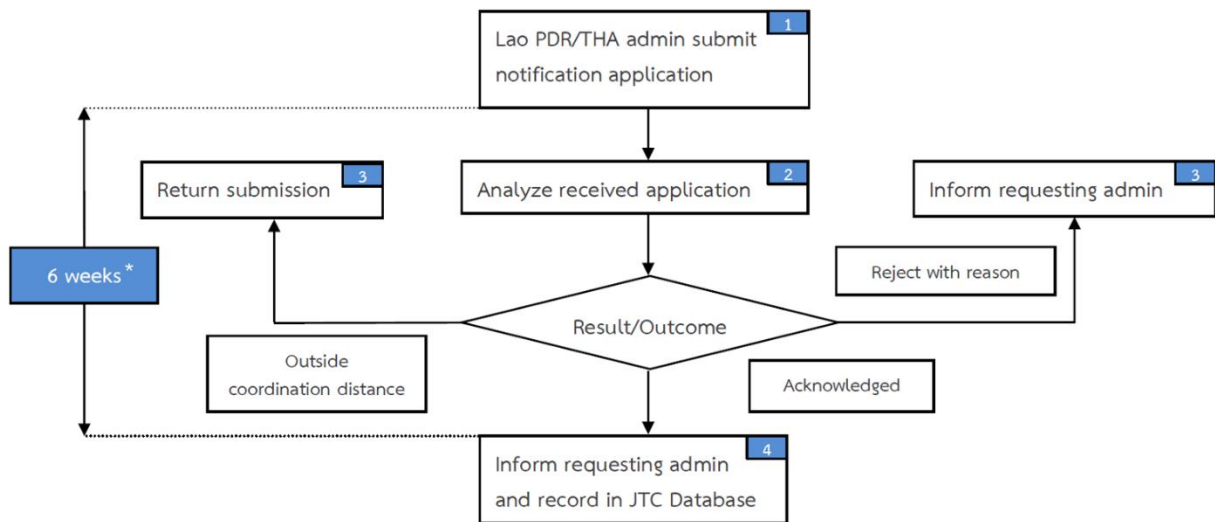 1
Lao PDR/THA admin submit
notification application
3
Return submission
2
Analyze received application
3
Inform requesting admin
6 weeks*
Reject with reason
Result/Outcome
Outside
coordination distance
Acknowledged
4
Inform requesting admin
and record in JTC Database